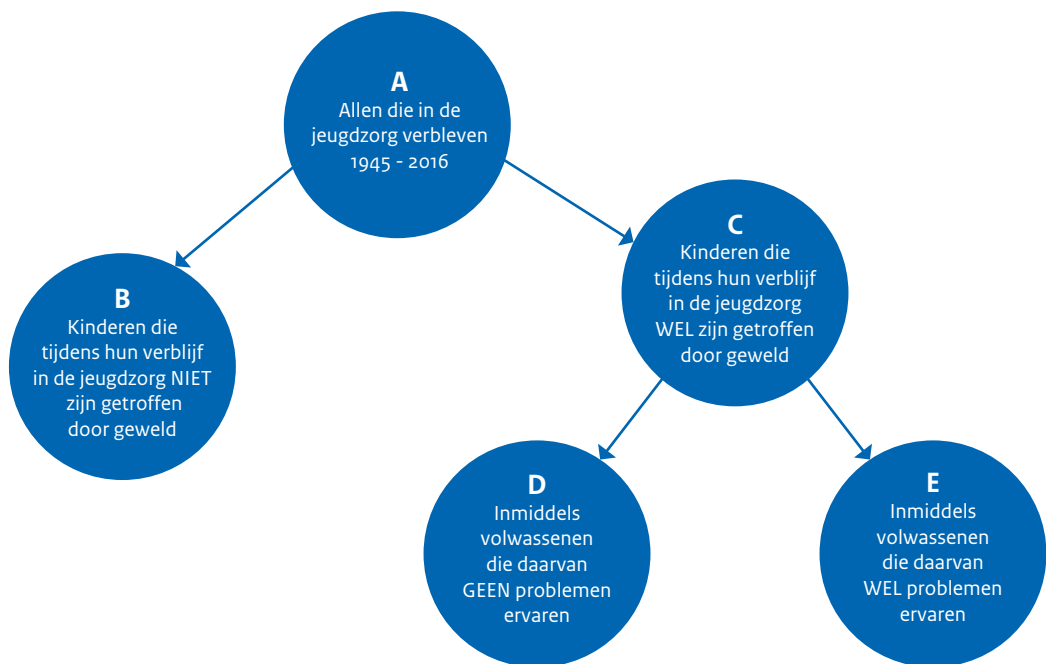 A
Allen die in de
jeugdzorg verbleven
1945 - 2016
B
Kinderen die
tijdens hun verblijf
in de jeugdzorg NIET
zijn getroffen
door geweld
C
Kinderen die
tijdens hun verblijf
in de jeugdzorg
WEL zijn getroffen
door geweld
D
Inmiddels
volwassenen
die daarvan
GEEN problemen
ervaren
E
Inmiddels
volwassenen
die daarvan
WEL problemen
ervaren